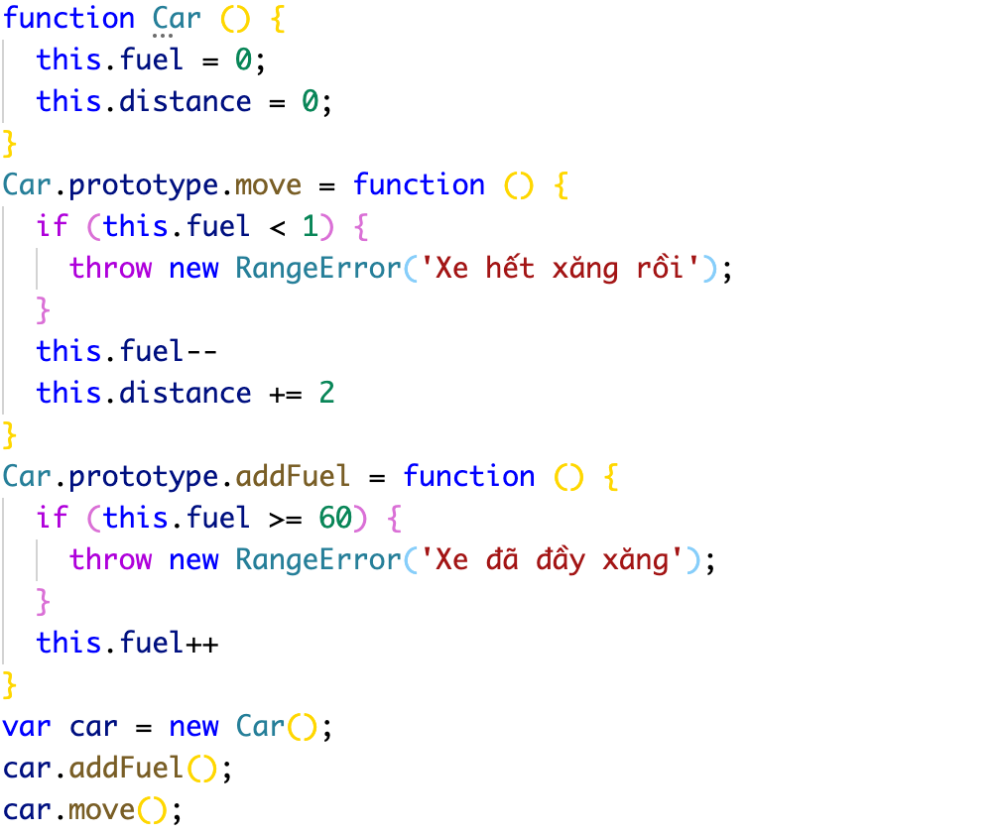 function Car () {
  this.fuel = 0;
  this.distance = 0;
}
Car.prototype.move = function () {
  if (this.fuel < 1) {
    throw new RangeError('Xe hết xăng rồi');
  }
  this.fuel--
  this.distance += 2
}
Car.prototype.addFuel = function () {
  if (this.fuel >= 60) {
    throw new RangeError('Xe đã đầy xăng');
  }
  this.fuel++
}
var car = new Car();
car.addFuel();
car.move();